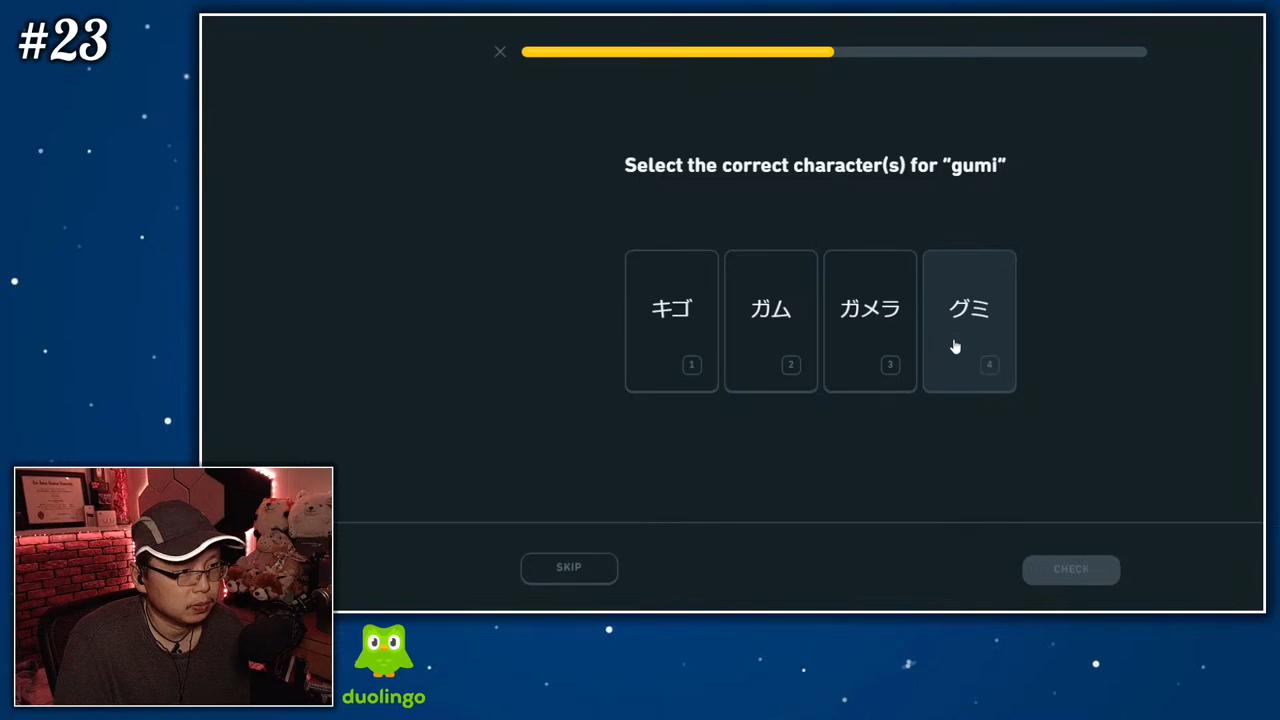 #23
Select the correct character(s) for “gumi”
キゴ
ガム
ガメラ
グミ
1
2
3
4
SKIP
CHECK
duolingo